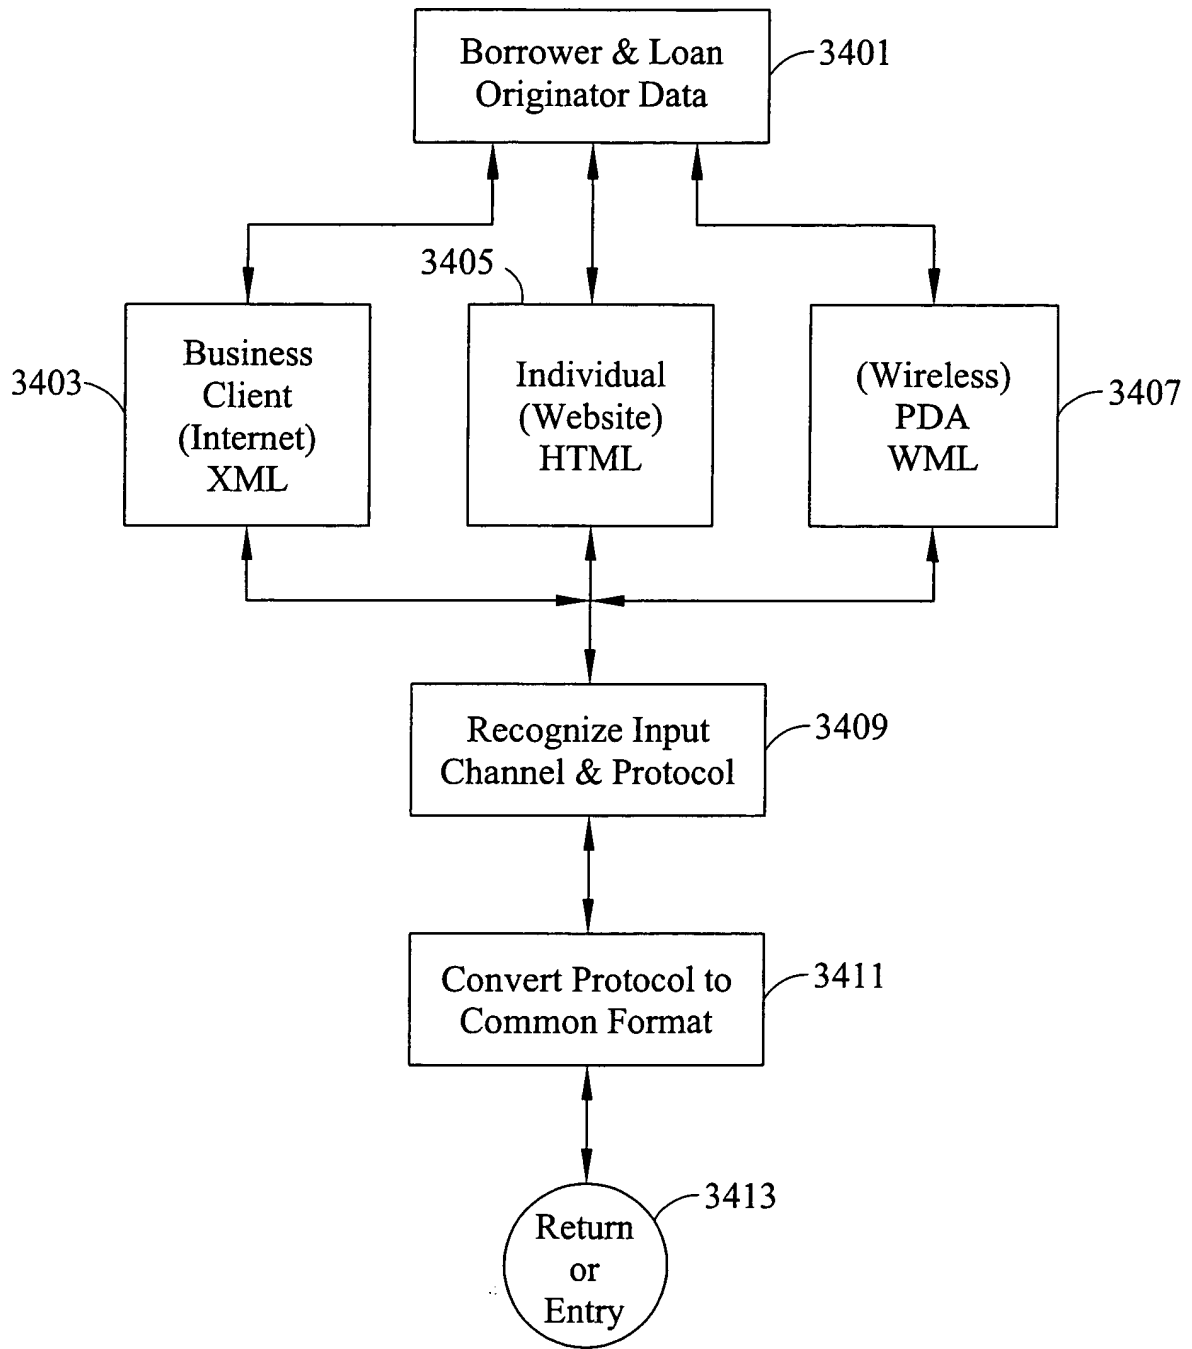 Borrower & Loan
Originator Data
3401
3405
3403
Business
Client
(Internet)
XML
Individual
(Website)
HTML
(Wireless)
PDA
WML
3407
Recognize Input
Channel & Protocol
3409
Convert Protocol to
Common Format
3411
3413
Return
or
Entry